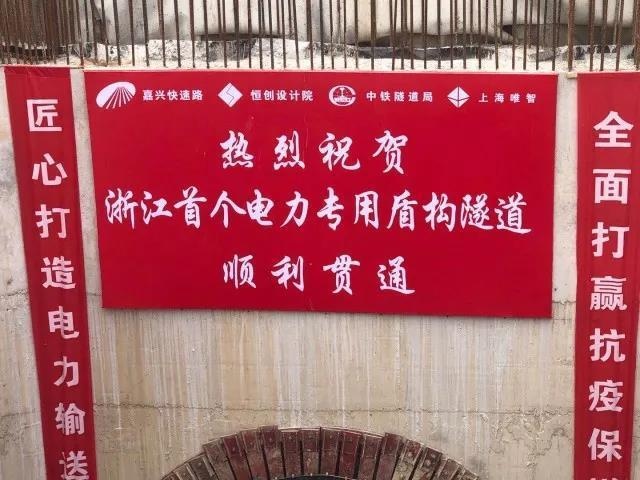 匠心打造电力输送
嘉兴快速路 恒创设计院 中铁隧道局 上海唯智
热烈祝贺
浙江首个电力专用盾构隧道
顺利贯通
全面打赢抗疫保